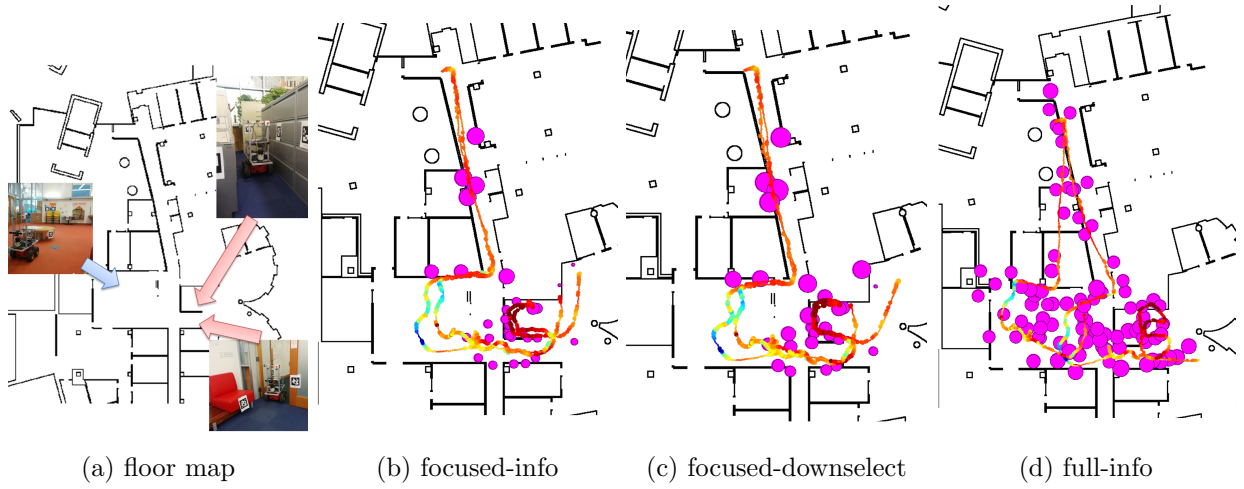 (a) floor map
(b) focused-info
(c) focused-downselect
(d) full-info